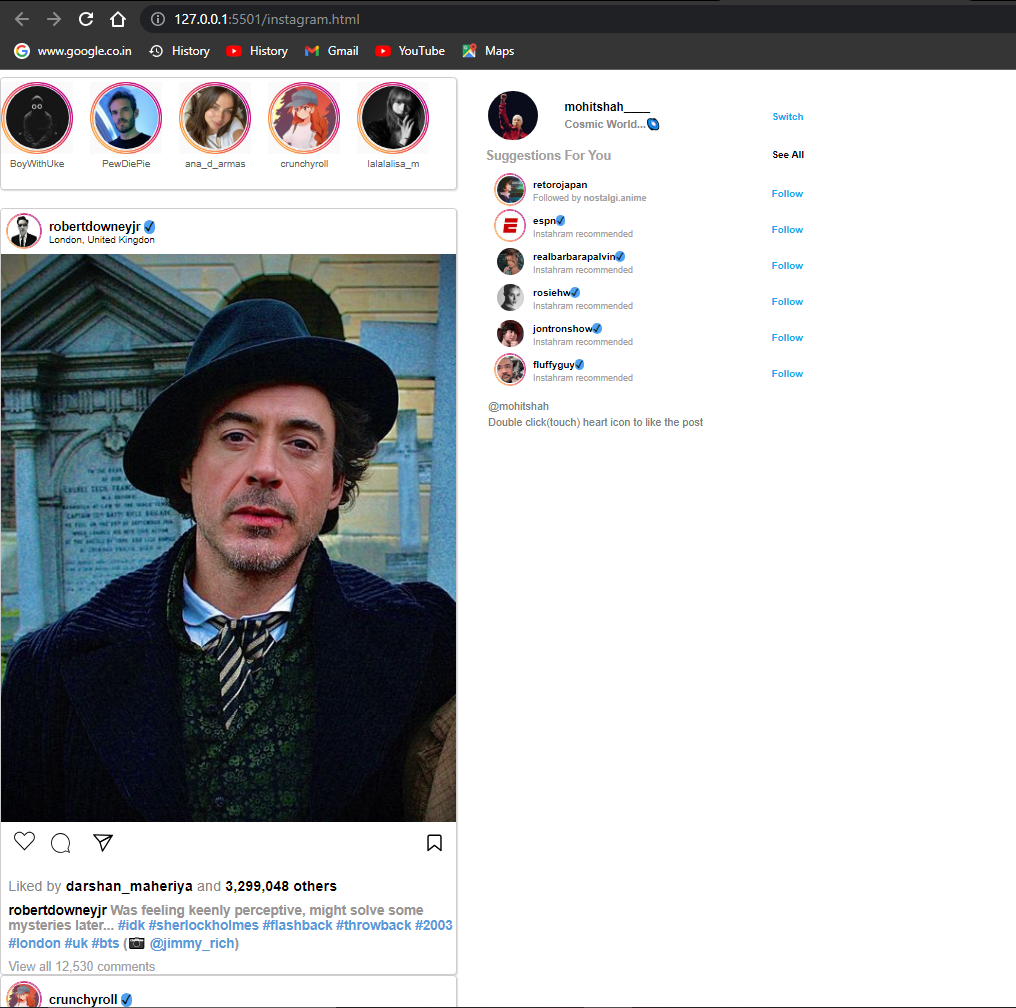 127.0.0.1:5501/instagram.html
www.google.co.in History History Gmail YouTube Maps
BoyWithUke PewDiePie ana_d_armas crunchyroll lalalalisa_m
mohitshah____
Cosmic World...
Switch
Suggestions For You
See All
retorojapan
Followed by nostalgi.anime
Follow
espn
Instahram recommended
Follow
realbarbarapalvin
Instahram recommended
Follow
rosiehw
Instahram recommended
Follow
jontronshow
Instahram recommended
Follow
fluffyguy
Instahram recommended
Follow
@mohitshah
Double click(touch) heart icon to like the post
robertdowneyjr
London, United Kingdon
Liked by darshan_maheriya and 3,299,048 others
robertdowneyjr Was feeling keenly perceptive, might solve some
mysteries later... #idk #sherlockholmes #flashback #throwback #2003
#london #uk #bts (📷 @jimmy_rich)
View all 12,530 comments
crunchyroll